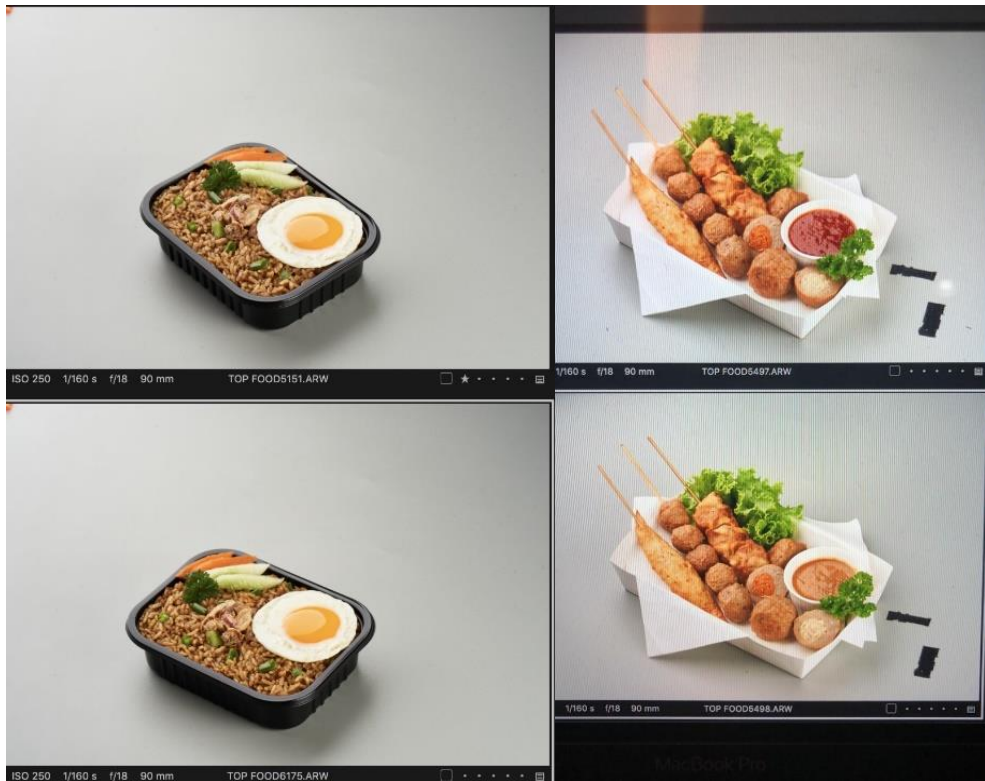 ISO 250 1/160 s f/18 90 mm TOP FOOD5151.ARW
1/160 s f/18 90 mm TOP FOOD5497.ARW
ISO 250 1/160 s f/18 90 mm TOP FOOD6175.ARW
1/160 s f/18 90 mm TOP FOOD5498.ARW
MacBook Pro